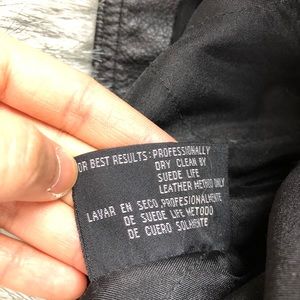 OR BEST RESULTS: PROFESSIONALLY
DRY CLEAN BY
SUEDE LIFE
LEATHER METHOD ONLY
LAVAR EN SECO PROFESIONALMENTE
DE SUEDE LIFE METODO
DE CUERO SOLAMENTE